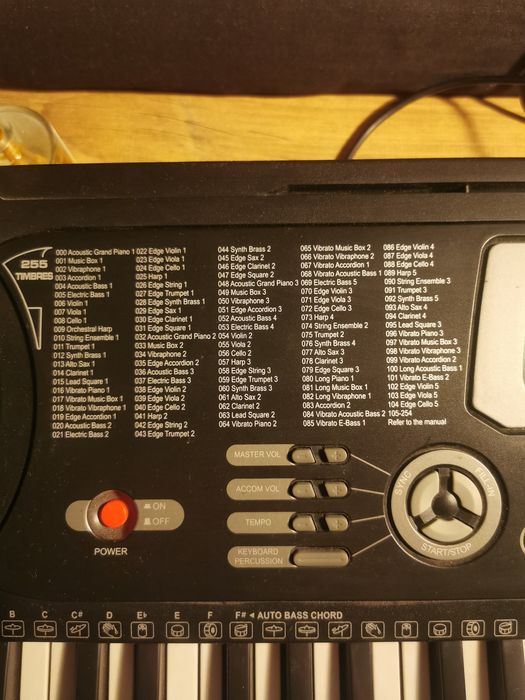 255
TIMBRES
000 Acoustic Grand Piano 1
001 Music Box 1
002 Vibraphone 1
003 Accordion 1
004 Acoustic Bass 1
005 Electric Bass 1
006 Violin 1
007 Viola 1
008 Cello 1
009 Orchestral Harp
010 String Ensemble 1
011 Trumpet 1
012 Synth Brass 1
013 Alto Sax 1
014 Clarinet 1
015 Lead Square 1
016 Vibrato Piano 1
017 Vibrato Music Box 1
018 Vibrato Vibraphone 1
019 Edge Accordion 1
020 Acoustic Bass 2
021 Electric Bass 2
022 Edge Violin 1
023 Edge Viola 1
024 Edge Cello 1
025 Harp 1
026 Edge String 1
027 Edge Trumpet 1
028 Edge Synth Brass 1
029 Edge Sax 1
030 Edge Clarinet 1
031 Edge Square 1
032 Acoustic Grand Piano 2
033 Music Box 2
034 Vibraphone 2
035 Edge Accordion 2
036 Acoustic Bass 3
037 Electric Bass 3
038 Edge Violin 2
039 Edge Viola 2
040 Edge Cello 2
041 Harp 2
042 Edge String 2
043 Edge Trumpet 2
044 Synth Brass 2
045 Edge Sax 2
046 Edge Clarinet 2
047 Edge Square 2
048 Acoustic Grand Piano 3
049 Music Box 3
050 Vibraphone 3
051 Edge Accordion 3
052 Acoustic Bass 4
053 Electric Bass 4
054 Violin 2
055 Viola 2
056 Cello 2
057 Harp 3
058 Edge String 3
059 Edge Trumpet 3
060 Synth Brass 3
061 Alto Sax 2
062 Clarinet 2
063 Lead Square 2
064 Vibrato Piano 2
065 Vibrato Music Box 2
066 Vibrato Vibraphone 2
067 Vibrato Accordion 1
068 Vibrato Acoustic Bass 1
069 Electric Bass 5
070 Edge Violin 3
071 Edge Viola 3
072 Edge Cello 3
073 Harp 4
074 String Ensemble 2
075 Trumpet 2
076 Synth Brass 4
077 Alto Sax 3
078 Clarinet 3
079 Edge Square 3
080 Long Piano 1
081 Long Music Box 1
082 Long Vibraphone 1
083 Accordion 2
084 Vibrato Acoustic Bass 2
085 Vibrato E-Bass 1
086 Edge Violin 4
087 Edge Viola 4
088 Edge Cello 4
089 Harp 5
090 String Ensemble 3
091 Trumpet 3
092 Synth Brass 5
093 Alto Sax 4
094 Clarinet 4
095 Lead Square 3
096 Vibrato Piano 3
097 Vibrato Music Box 3
098 Vibrato Vibraphone 3
099 Vibrato Accordion 3
100 Long Acoustic Bass 1
101 Vibrato E-Bass 2
102 Edge Violin 5
103 Edge Viola 5
104 Edge Cello 5
105-254
Refer to the manual
MASTER VOL
- +
ACCOM VOL
- +
TEMPO
- +
KEYBOARD
PERCUSSION
SYNC
FILL-IN
START/STOP
ON
OFF
POWER
B C C# D E♭ E F F# ◄ AUTO BASS CHORD